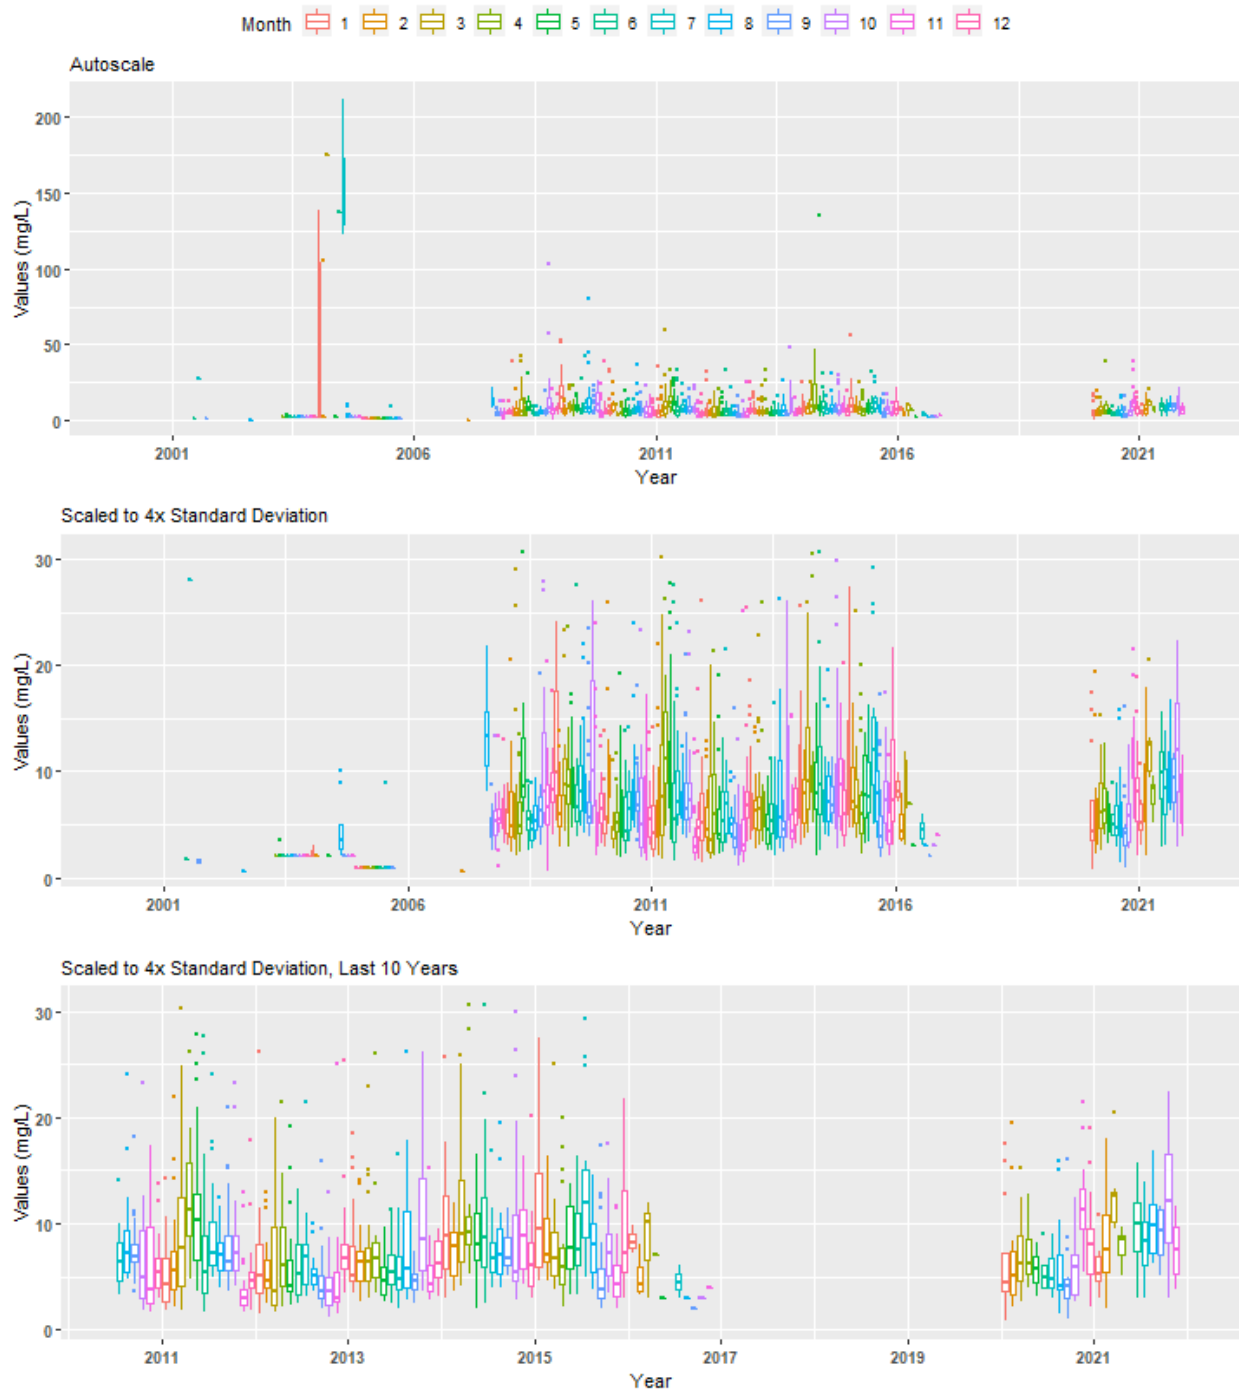 Month 1 2 3 4 5 6 7 8 9 10 11 12
Autoscale
Values (mg/L)
200
150
100
50
0
2001 2006 2011 2016 2021
Year
Scaled to 4x Standard Deviation
Values (mg/L)
30
20
10
0
2001 2006 2011 2016 2021
Year
Scaled to 4x Standard Deviation, Last 10 Years
Values (mg/L)
30
20
10
0
2011 2013 2015 2017 2019 2021
Year